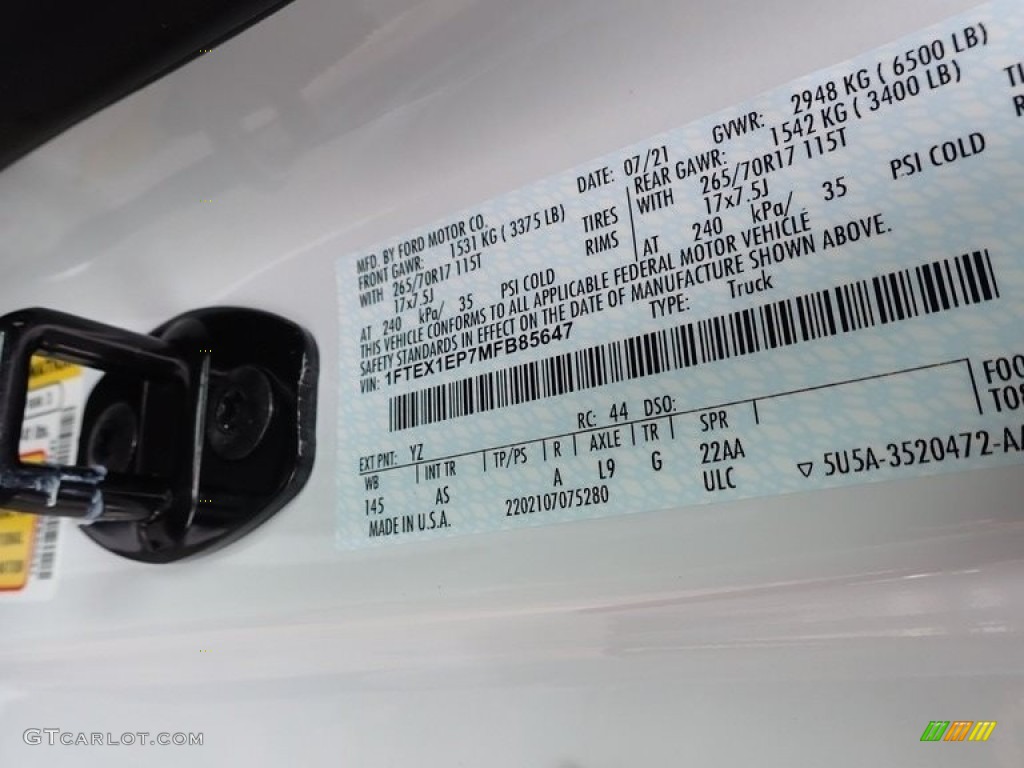 MFD. BY FORD MOTOR CO. DATE: 07/21 GVWR: 2948 KG ( 6500 LB)
FRONT GAWR: 1531 KG ( 3375 LB) REAR GAWR: 1542 KG ( 3400 LB)
WITH 265/70R17 115T TIRES WITH 265/70R17 115T
17x7.5J RIMS 17x7.5J
AT 240 kPa/ 35 PSI COLD AT 240 kPa/ 35 PSI COLD
THIS VEHICLE CONFORMS TO ALL APPLICABLE FEDERAL MOTOR VEHICLE
SAFETY STANDARDS IN EFFECT ON THE DATE OF MANUFACTURE SHOWN ABOVE.
VIN: 1FTEX1EP7MFB85647 TYPE: Truck
EXT PNT: YZ RC: 44 DSO:
WB INT TR TP/PS R AXLE TR SPR
145 AS A L9 G 22AA
MADE IN U.S.A. 2202107075280 ULC 5U5A-3520472-AA
GTCARLOT.COM